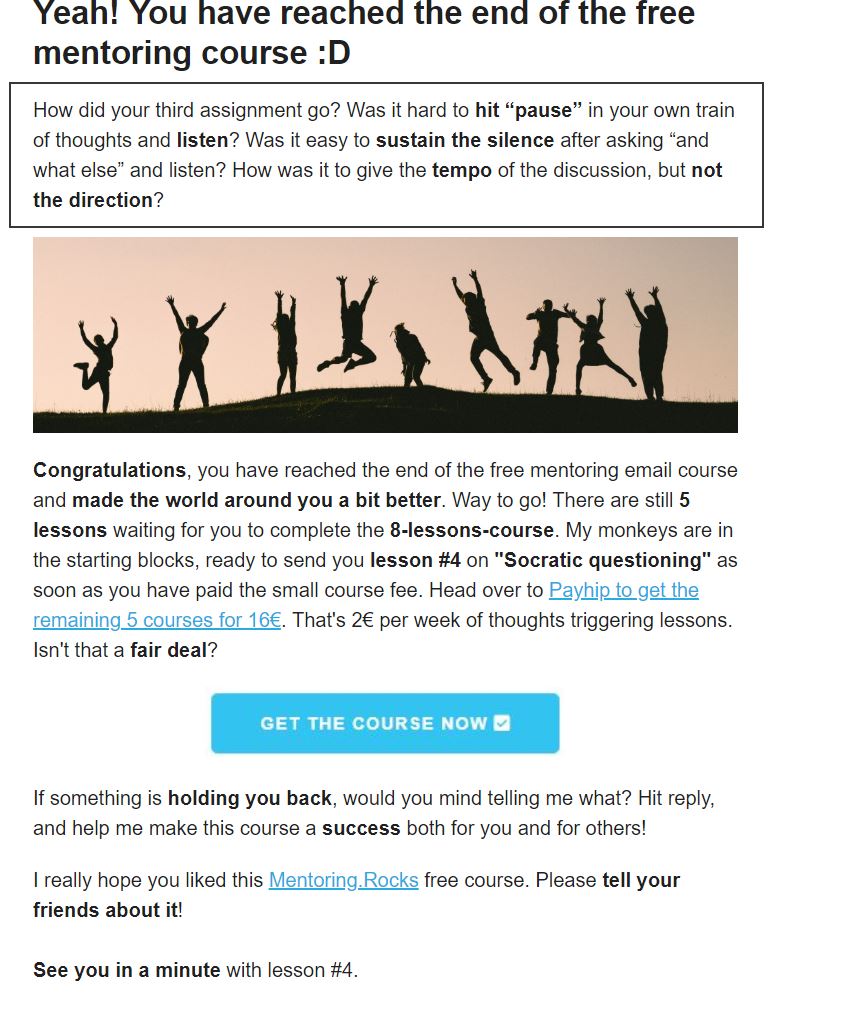 Yeah! You have reached the end of the free
mentoring course :D
How did your third assignment go? Was it hard to hit “pause” in your own train
of thoughts and listen? Was it easy to sustain the silence after asking “and
what else” and listen? How was it to give the tempo of the discussion, but not
the direction?
Congratulations, you have reached the end of the free mentoring email course
and made the world around you a bit better. Way to go! There are still 5
lessons waiting for you to complete the 8-lessons-course. My monkeys are in
the starting blocks, ready to send you lesson #4 on "Socratic questioning" as
soon as you have paid the small course fee. Head over to Payhip to get the
remaining 5 courses for 16€. That's 2€ per week of thoughts triggering lessons.
Isn't that a fair deal?
GET THE COURSE NOW
If something is holding you back, would you mind telling me what? Hit reply,
and help me make this course a success both for you and for others!
I really hope you liked this Mentoring.Rocks free course. Please tell your
friends about it!
See you in a minute with lesson #4.